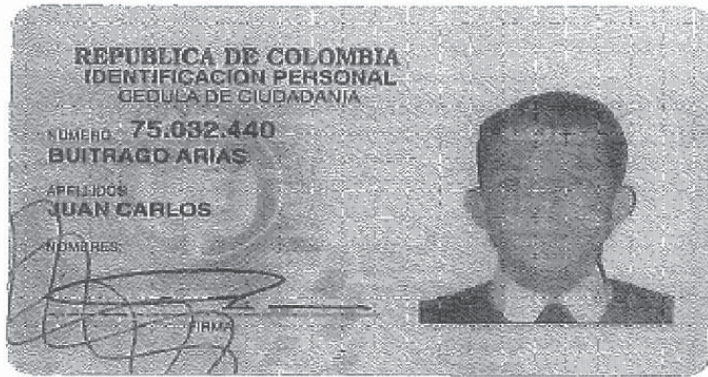 REPUBLICA DE COLOMBIA
IDENTIFICACION PERSONAL
CEDULA DE CIUDADANIA
NUMERO 75.032.440
BUITRAGO ARIAS
APELLIDOS
JUAN CARLOS
NOMBRES
FIRMA